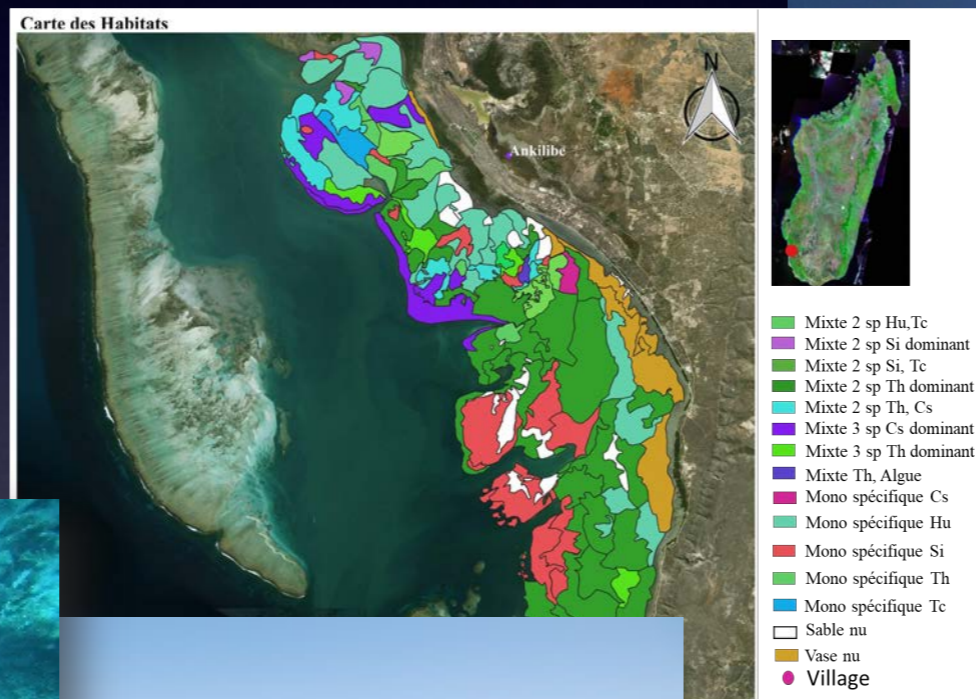 Carte des Habitats
N
Ankilibe
Mixte 2 sp Hu,Tc
Mixte 2 sp Si dominant
Mixte 2 sp Si, Tc
Mixte 2 sp Th dominant
Mixte 2 sp Th, Cs
Mixte 3 sp Cs dominant
Mixte 3 sp Th dominant
Mixte Th, Algue
Mono spécifique Cs
Mono spécifique Hu
Mono spécifique Si
Mono spécifique Th
Mono spécifique Tc
Sable nu
Vase nu
Village